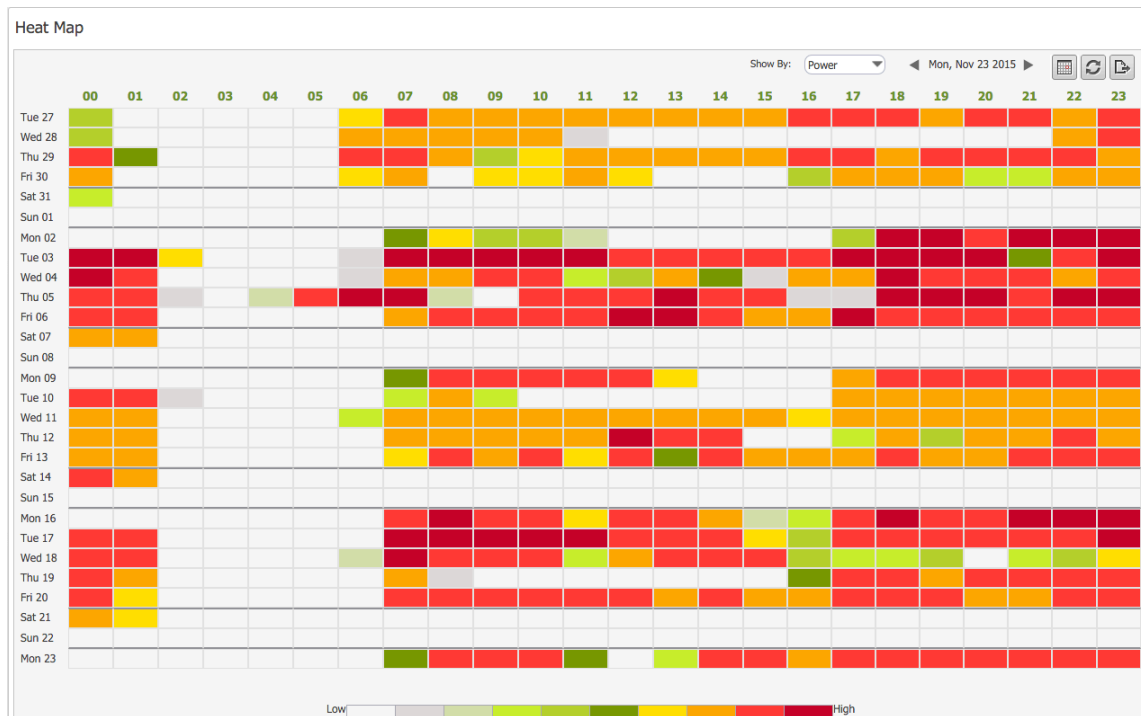 Heat Map
Show By: Power Mon, Nov 23 2015
00 01 02 03 04 05 06 07 08 09 10 11 12 13 14 15 16 17 18 19 20 21 22 23
Tue 27
Wed 28
Thu 29
Fri 30
Sat 31
Sun 01
Mon 02
Tue 03
Wed 04
Thu 05
Fri 06
Sat 07
Sun 08
Mon 09
Tue 10
Wed 11
Thu 12
Fri 13
Sat 14
Sun 15
Mon 16
Tue 17
Wed 18
Thu 19
Fri 20
Sat 21
Sun 22
Mon 23
Low High